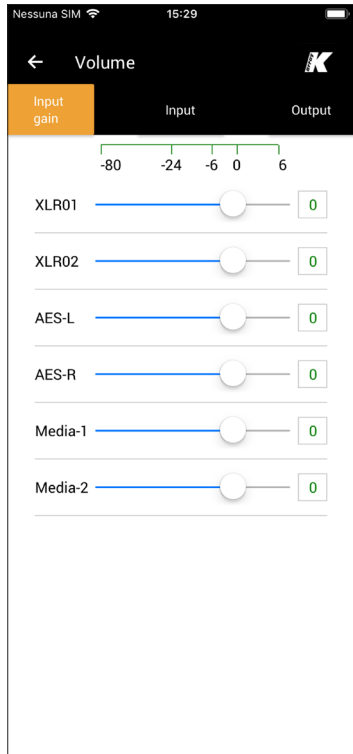 Nessuna SIM 15:29
Volume K
Input gain Input Output
-80 -24 -6 0 6
XLR01 0
XLR02 0
AES-L 0
AES-R 0
Media-1 0
Media-2 0